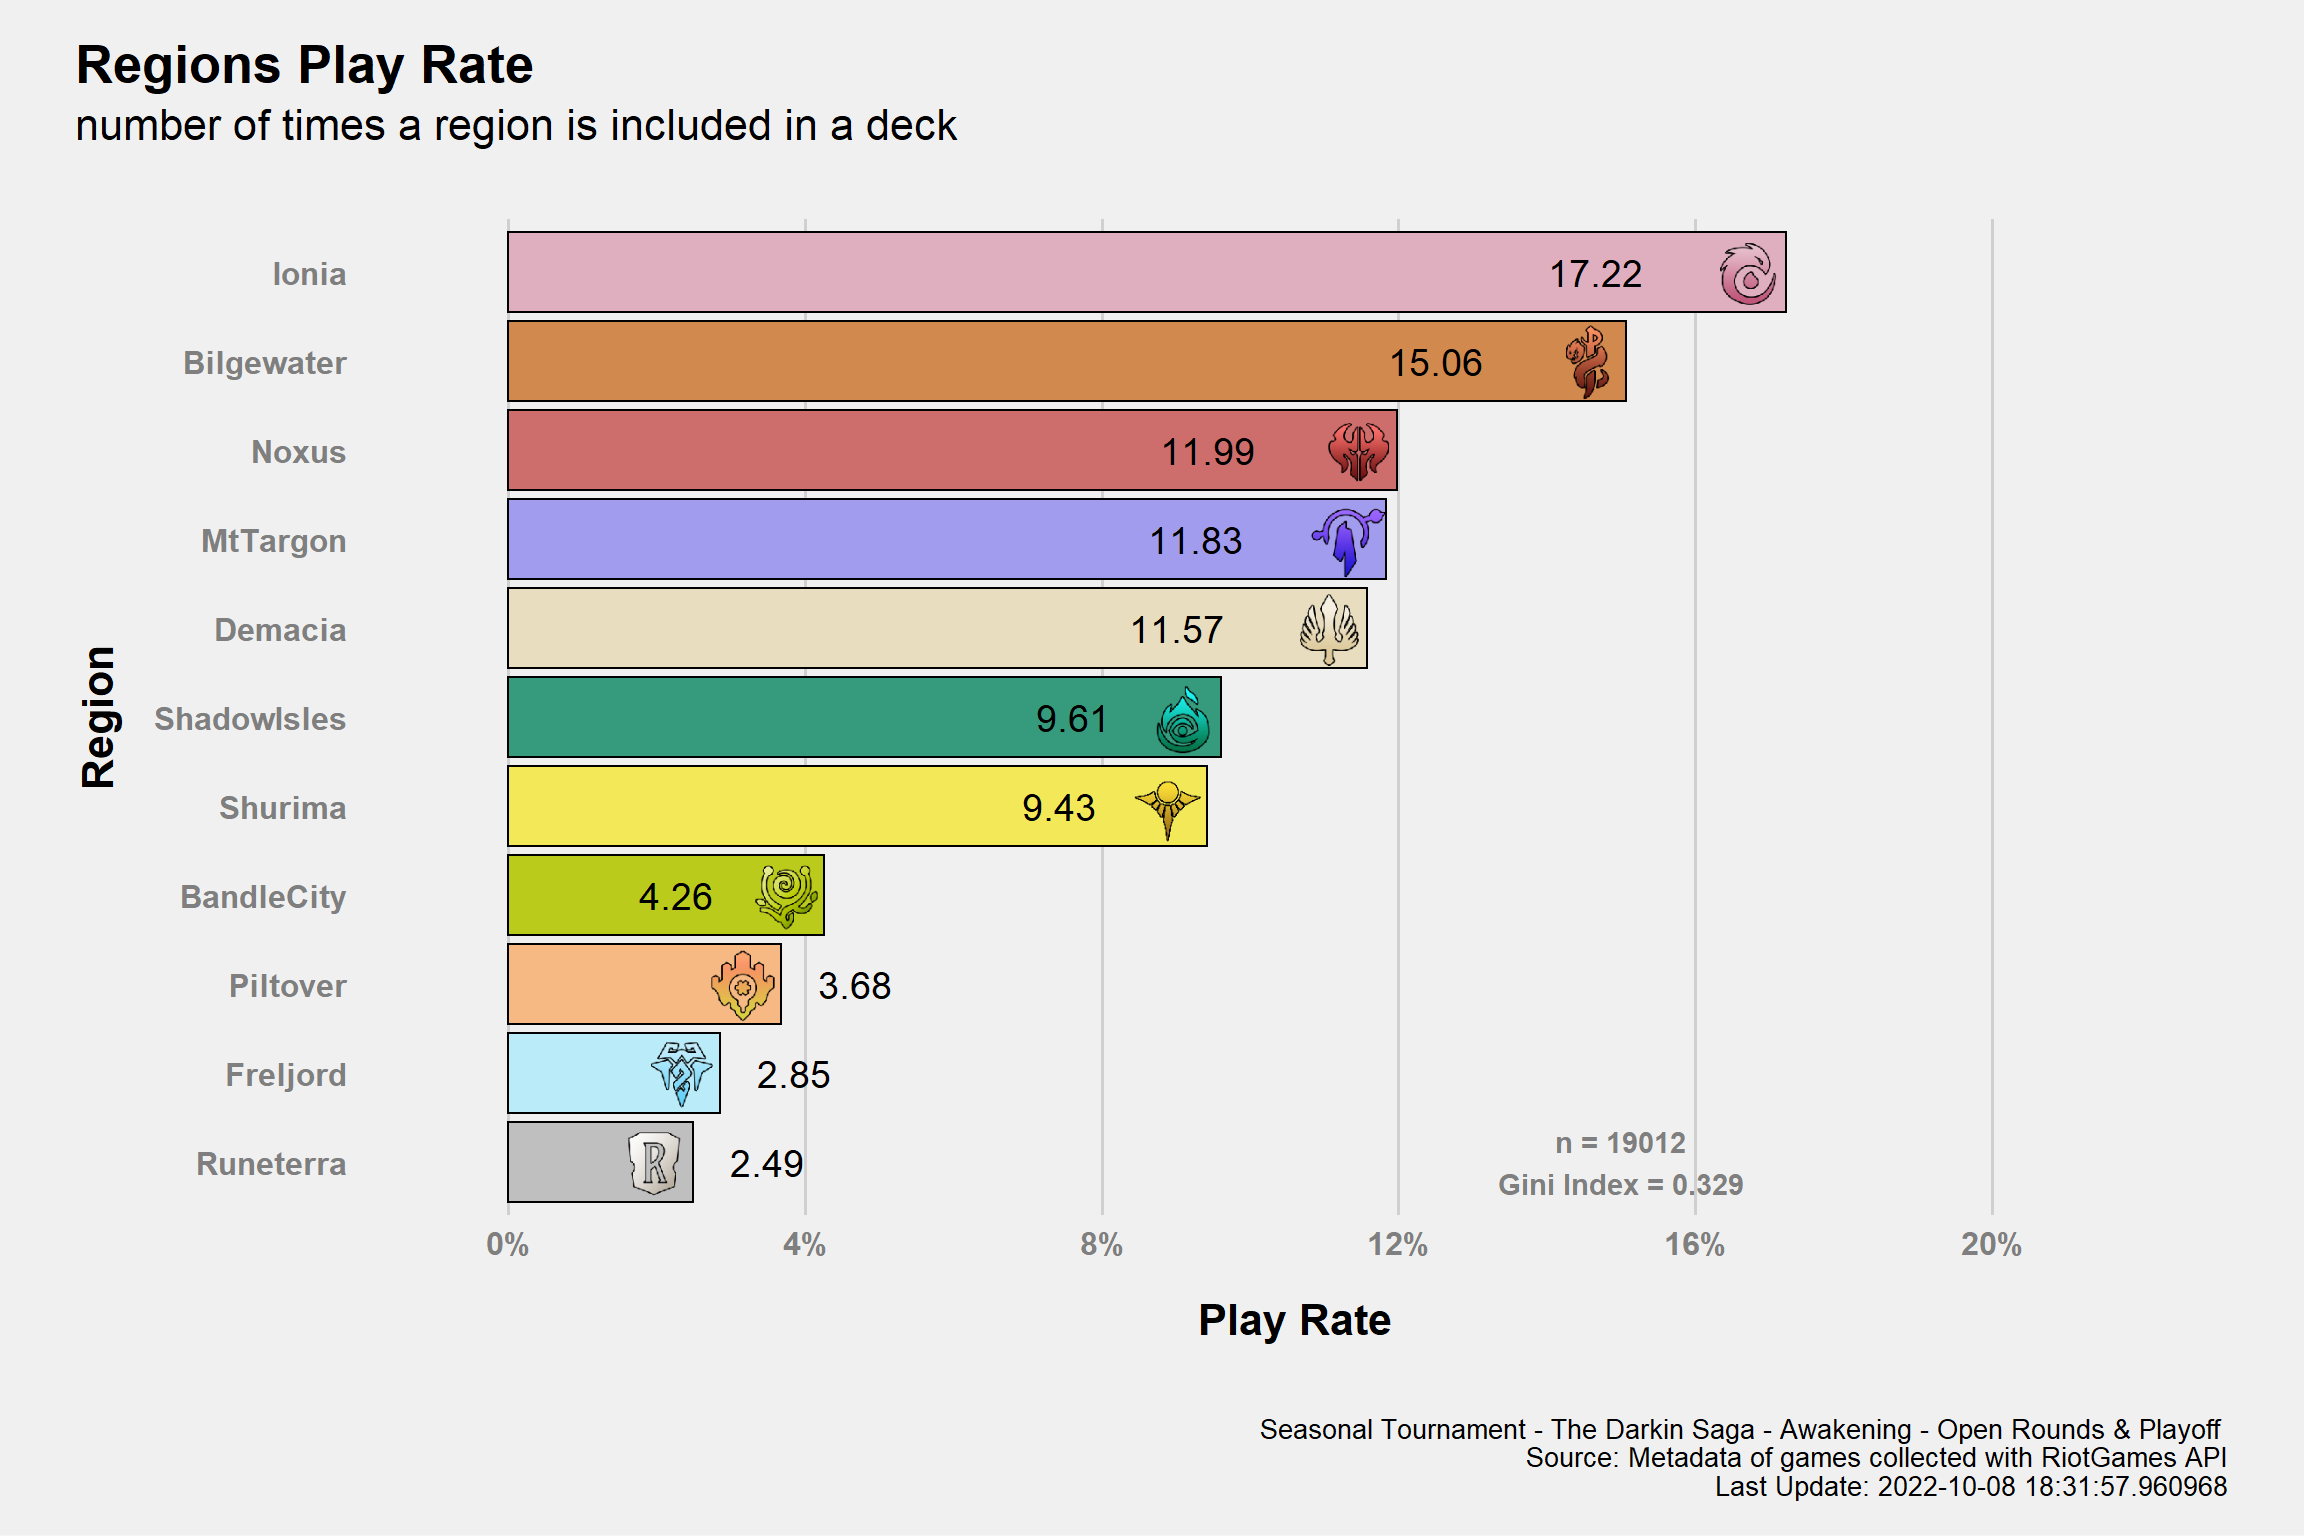 Regions Play Rate
number of times a region is included in a deck
Region
Ionia
17.22
Bilgewater
15.06
Noxus
11.99
MtTargon
11.83
Demacia
11.57
ShadowIsles
9.61
Shurima
9.43
BandleCity
4.26
Piltover
3.68
Freljord
2.85
Runeterra
R
2.49
n = 19012
Gini Index = 0.329
0% 4% 8% 12% 16% 20%
Play Rate
Seasonal Tournament - The Darkin Saga - Awakening - Open Rounds & Playoff
Source: Metadata of games collected with RiotGames API
Last Update: 2022-10-08 18:31:57.960968